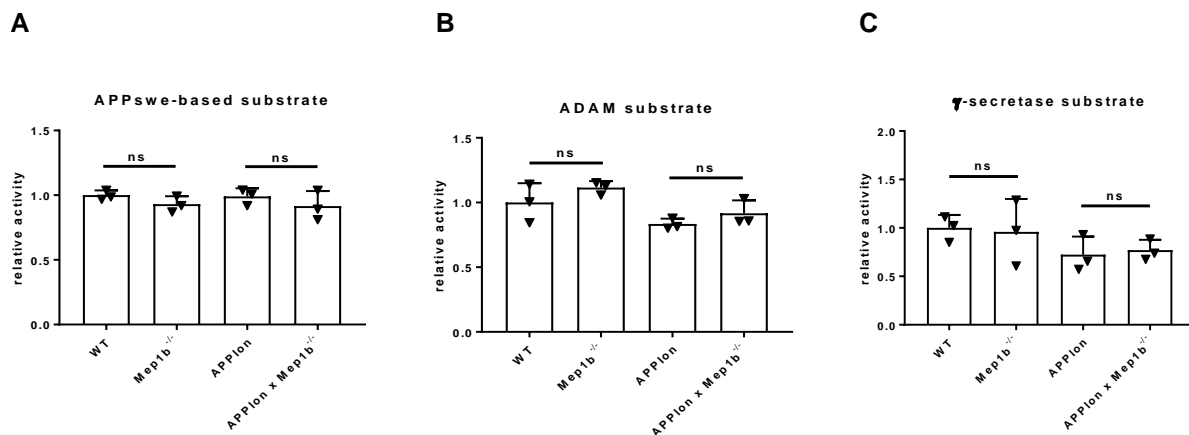 A
APPswe-based substrate
relative activity
1.5
1.0
0.5
0.0
ns
ns
WT
Mep1b-/-
APPlon
APPlon x Mep1b-/-
B
ADAM substrate
relative activity
1.5
1.0
0.5
0.0
ns
ns
WT
Mep1b-/-
APPlon
APPlon x Mep1b-/-
C
-secretase substrate
relative activity
2.0
1.5
1.0
0.5
0.0
ns
ns
WT
Mep1b-/-
APPlon
APPlon x Mep1b-/-